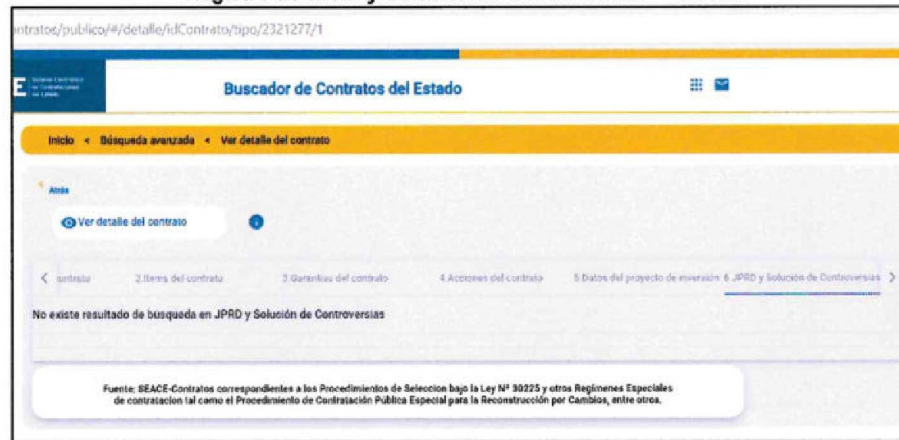 ontratos/publico/#/detalle/idContrato/tipo/2321277/1
E
Buscador de Contratos del Estado
Inicio < Búsqueda avanzada < Ver detalle del contrato
Atrás
Ver detalle del contrato
< ontrato 2.Items del contrato 3.Garantías del contrato 4.Acciones del contrato 5.Datos del proyecto de inversión 6.JPRD y Solución de Controversias >
No existe resultado de búsqueda en JPRD y Solución de Controversias
Fuente: SEACE-Contratos correspondientes a los Procedimientos de Seleccion bajo la Ley Nº 30225 y otros Regímenes Especiales
de contratacion tal como el Procedimiento de Contratación Pública Especial para la Reconstrucción por Cambios, entre otros.